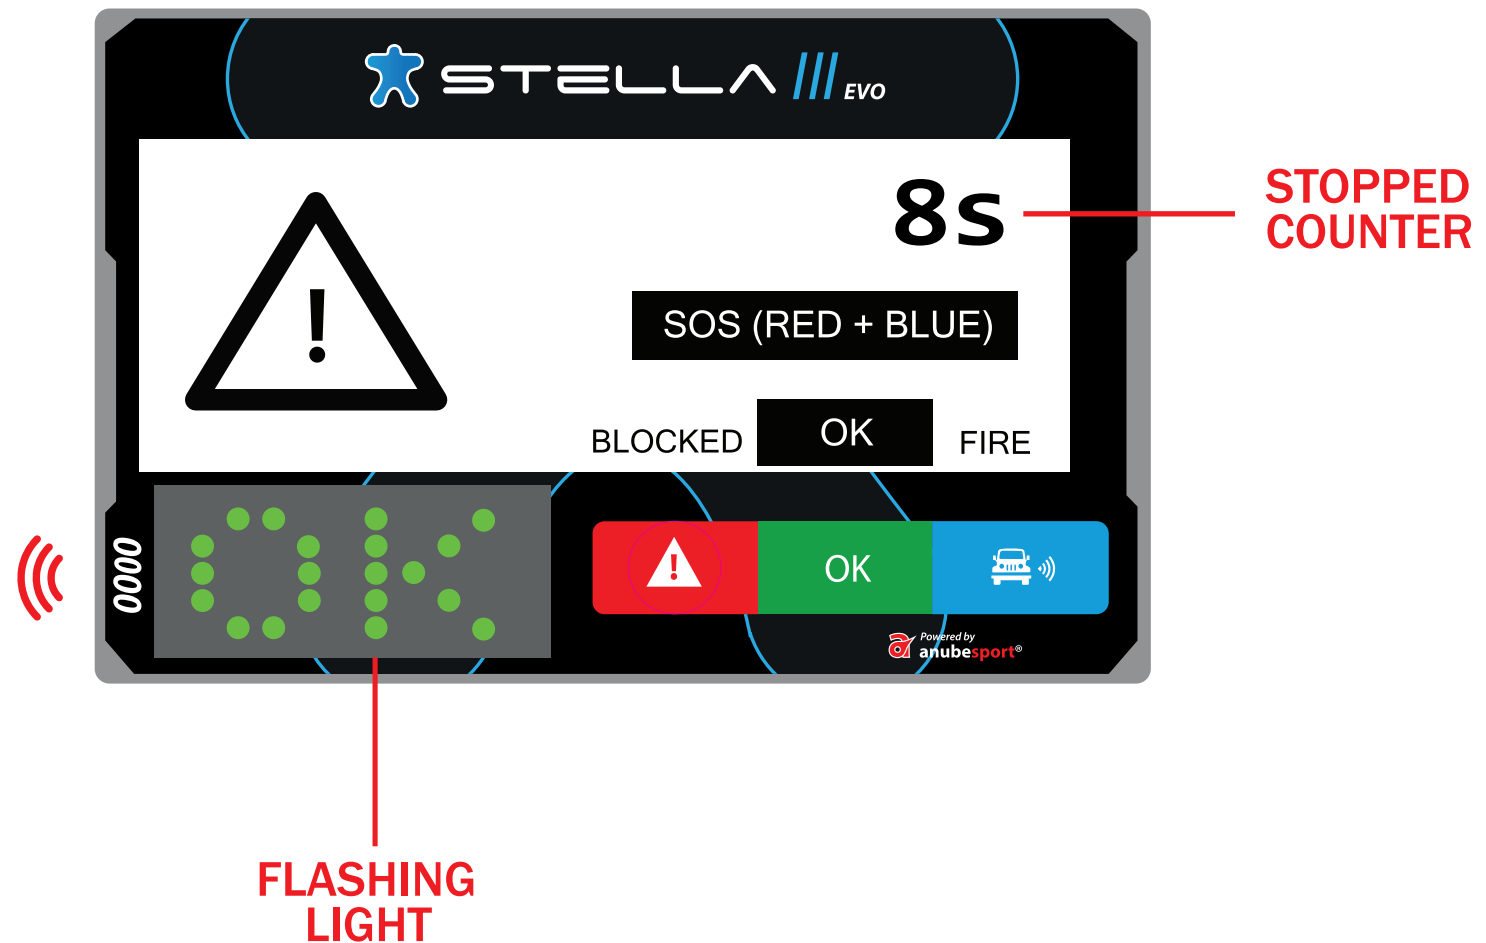 STELLA III EVO
8s
STOPPED
COUNTER
!
SOS (RED + BLUE)
BLOCKED OK FIRE
0000
OK
! OK
Powered by
anubesport®
FLASHING
LIGHT